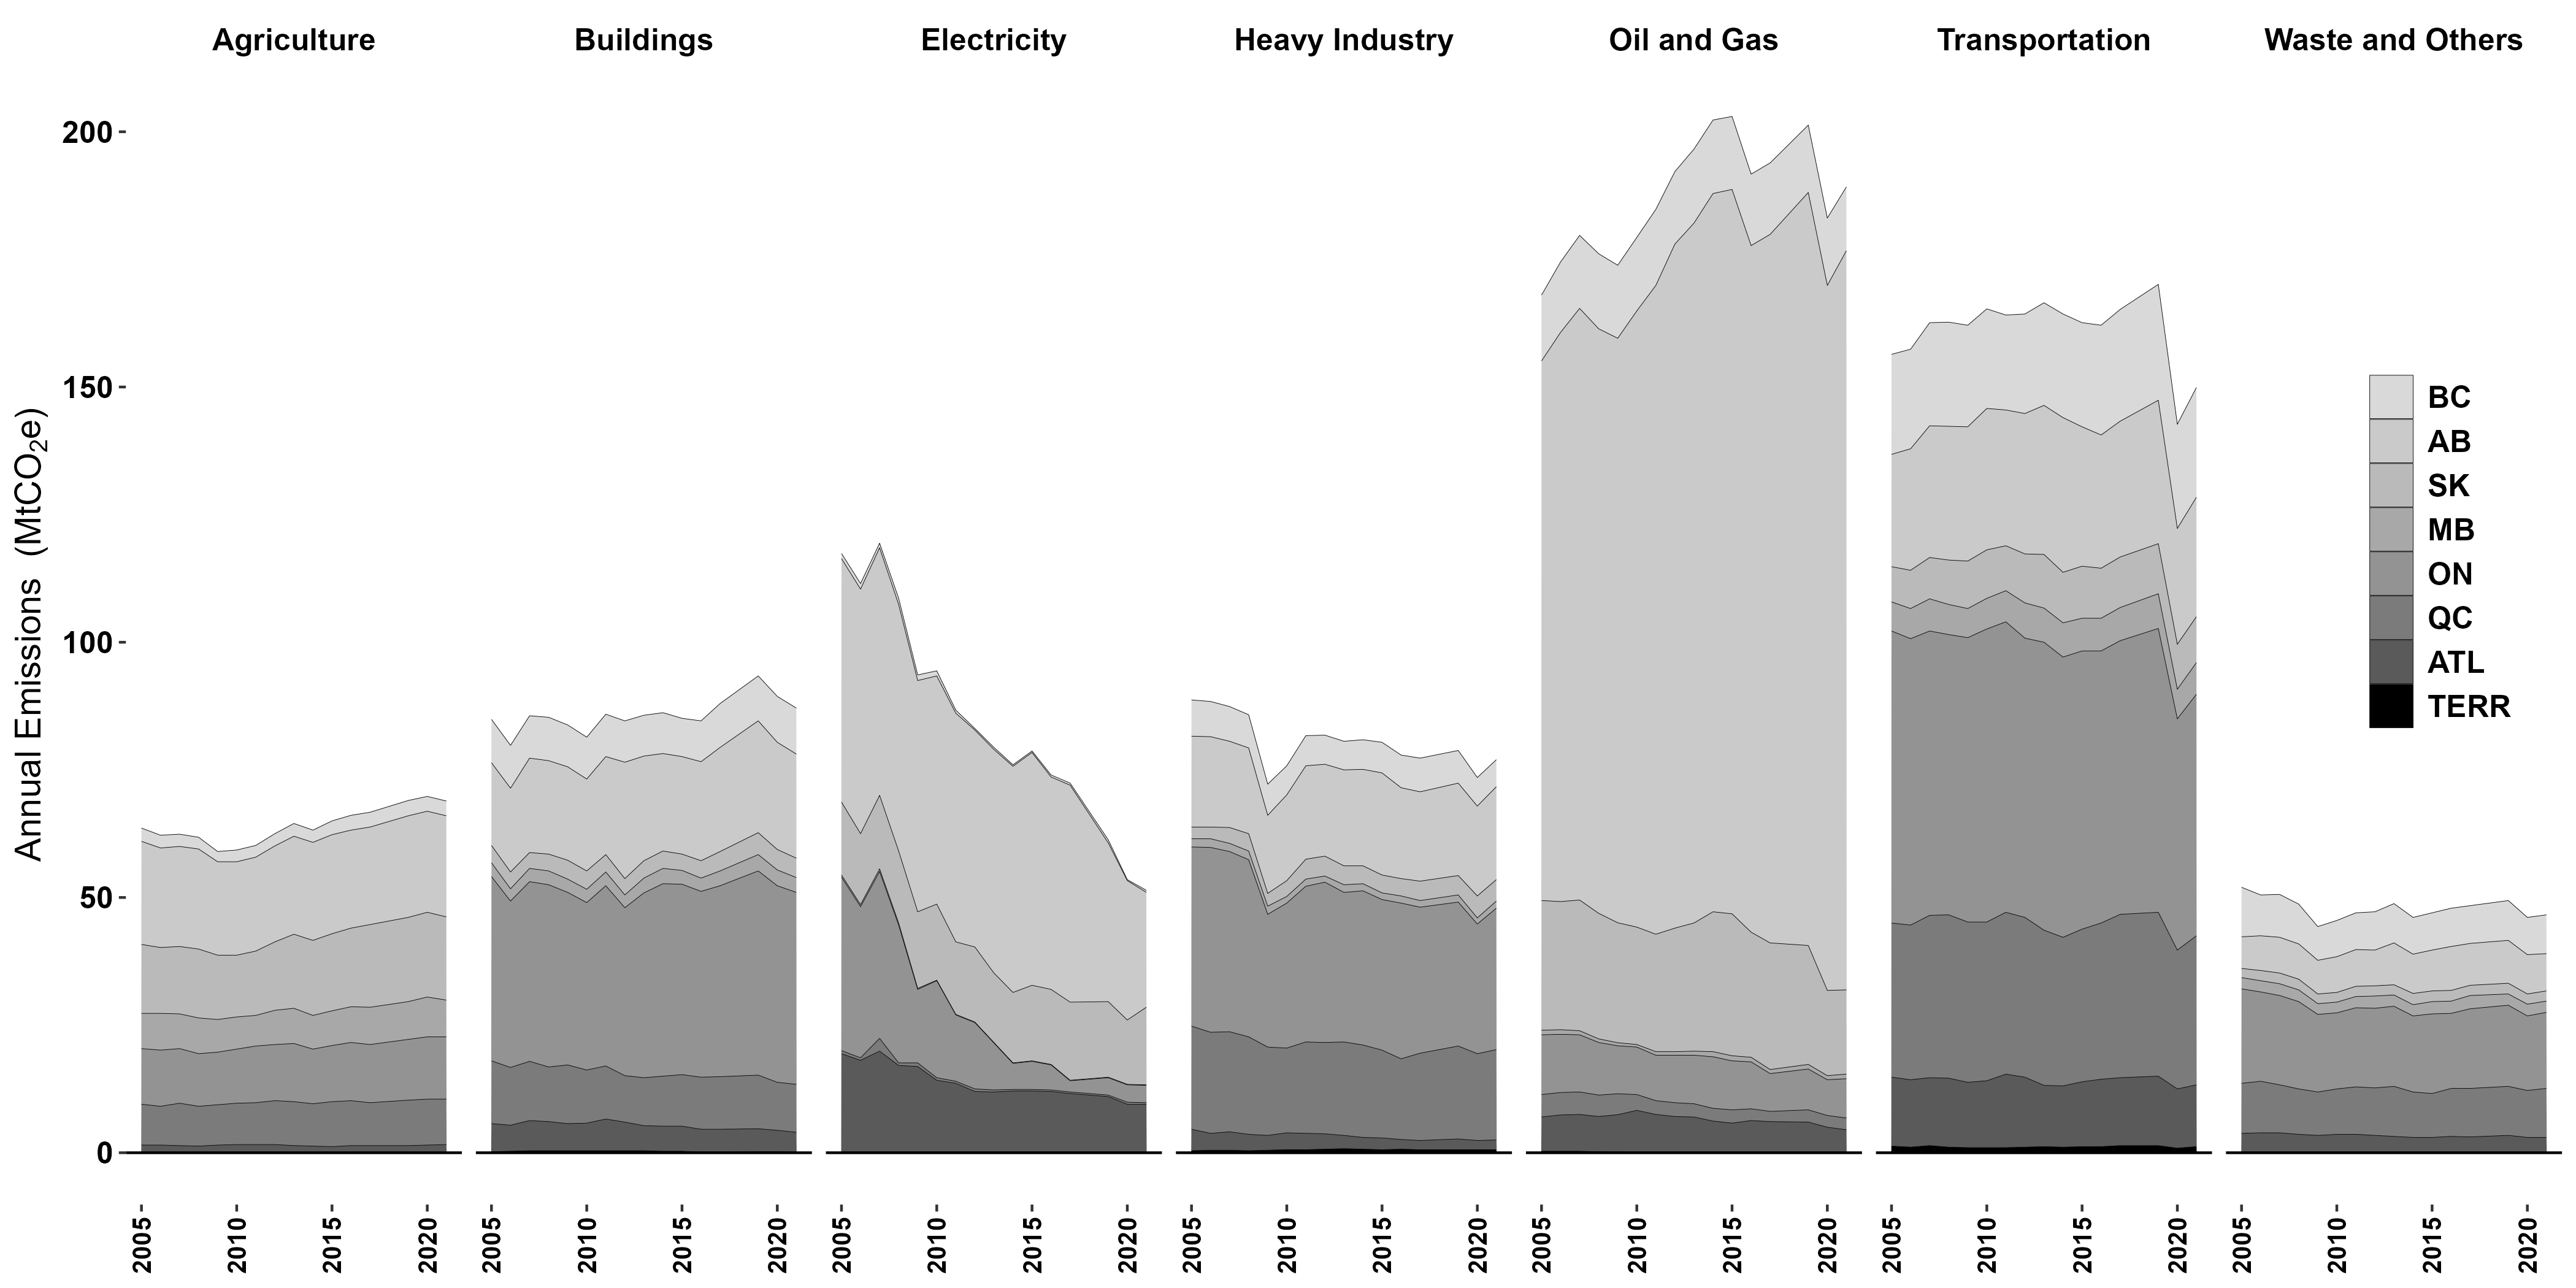 Agriculture Buildings Electricity Heavy Industry Oil and Gas Transportation Waste and Others
Annual Emissions (MtCO₂e)
200
150
100
50
0
BC
AB
SK
MB
ON
QC
ATL
TERR
2005 2010 2015 2020 2005 2010 2015 2020 2005 2010 2015 2020 2005 2010 2015 2020 2005 2010 2015 2020 2005 2010 2015 2020 2005 2010 2015 2020